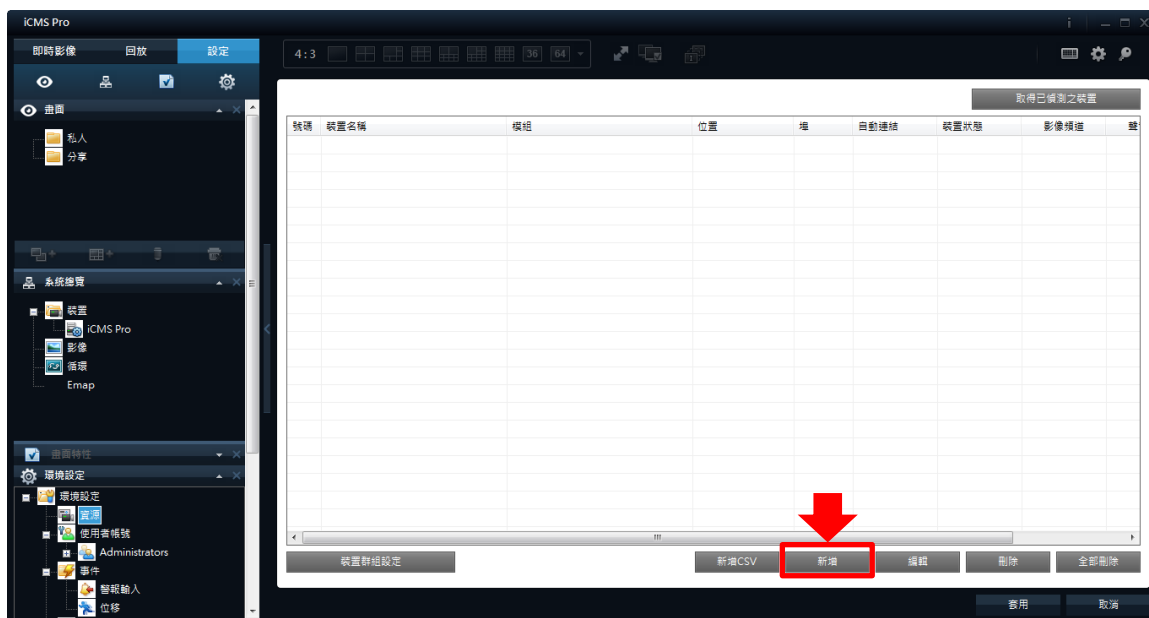 iCMS Pro
即時影像 回放 設定
4:3 36 64
畫面
私人
分享
系統總覽
裝置
iCMS Pro
影像
循環
Emap
畫面特性
環境設定
環境設定
資源
使用者帳號
Administrators
事件
警報輸入
位移
取得已偵測之裝置
號碼 裝置名稱 模組 位置 埠 自動連結 裝置狀態 影像頻道
裝置群組設定 新增CSV 新增 編輯 刪除 全部刪除
套用 取消